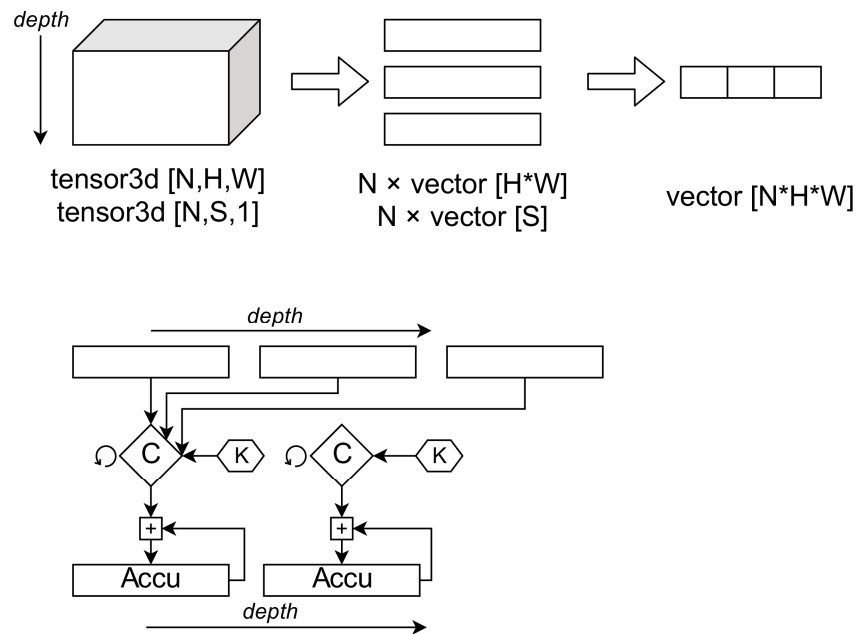 depth
tensor3d [N,H,W]
tensor3d [N,S,1]
N × vector [H*W]
N × vector [S]
vector [N*H*W]
depth
C
K
C
K
+
+
Accu
Accu
depth